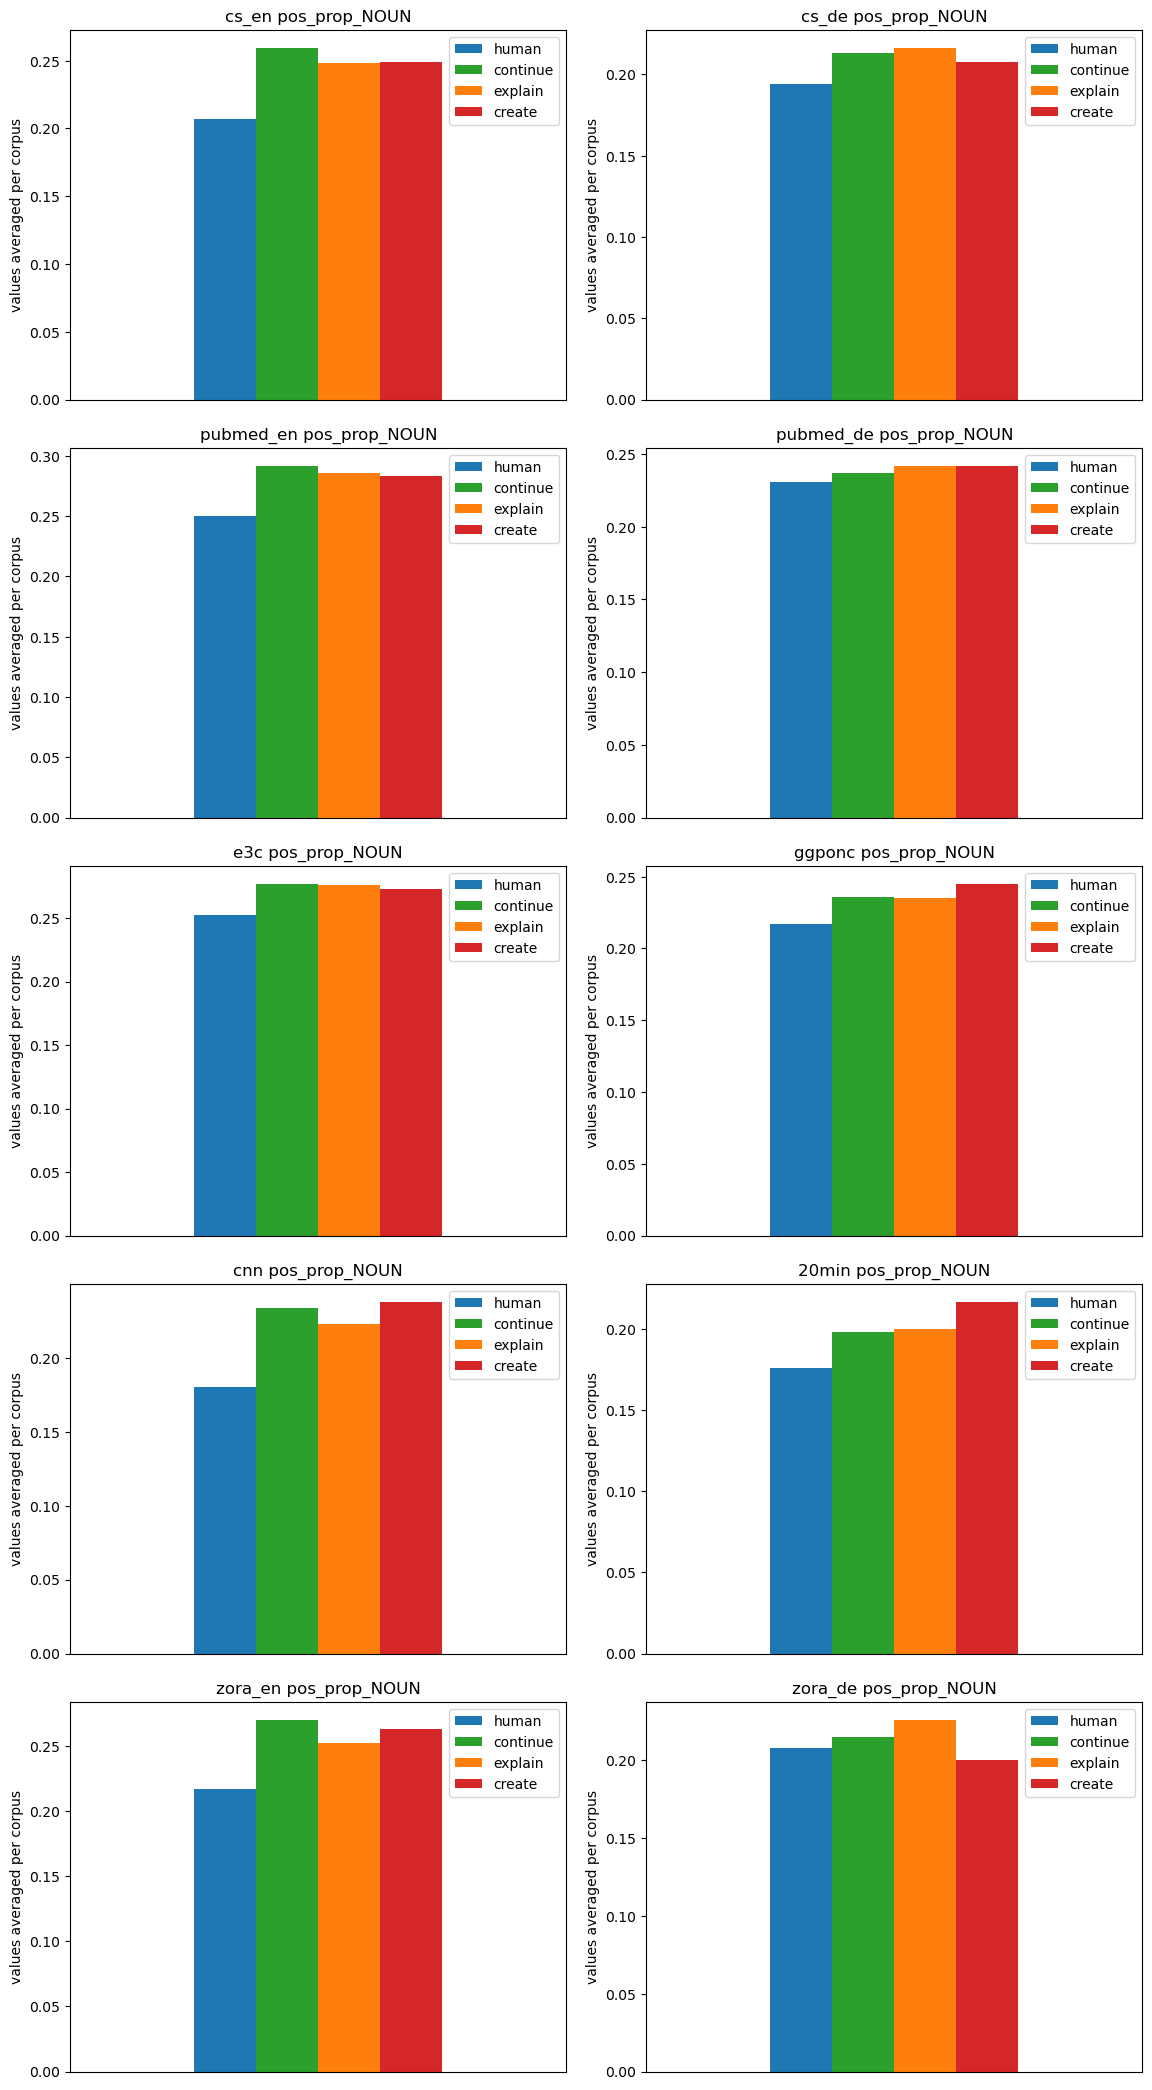 cs_en pos_prop_NOUN
values averaged per corpus
0.25
0.20
0.15
0.10
0.05
0.00
human
continue
explain
create
cs_de pos_prop_NOUN
values averaged per corpus
0.20
0.15
0.10
0.05
0.00
human
continue
explain
create
pubmed_en pos_prop_NOUN
values averaged per corpus
0.30
0.25
0.20
0.15
0.10
0.05
0.00
human
continue
explain
create
pubmed_de pos_prop_NOUN
values averaged per corpus
0.25
0.20
0.15
0.10
0.05
0.00
human
continue
explain
create
e3c pos_prop_NOUN
values averaged per corpus
0.25
0.20
0.15
0.10
0.05
0.00
human
continue
explain
create
ggponc pos_prop_NOUN
values averaged per corpus
0.25
0.20
0.15
0.10
0.05
0.00
human
continue
explain
create
cnn pos_prop_NOUN
values averaged per corpus
0.20
0.15
0.10
0.05
0.00
human
continue
explain
create
20min pos_prop_NOUN
values averaged per corpus
0.20
0.15
0.10
0.05
0.00
human
continue
explain
create
zora_en pos_prop_NOUN
values averaged per corpus
0.25
0.20
0.15
0.10
0.05
0.00
human
continue
explain
create
zora_de pos_prop_NOUN
values averaged per corpus
0.20
0.15
0.10
0.05
0.00
human
continue
explain
create